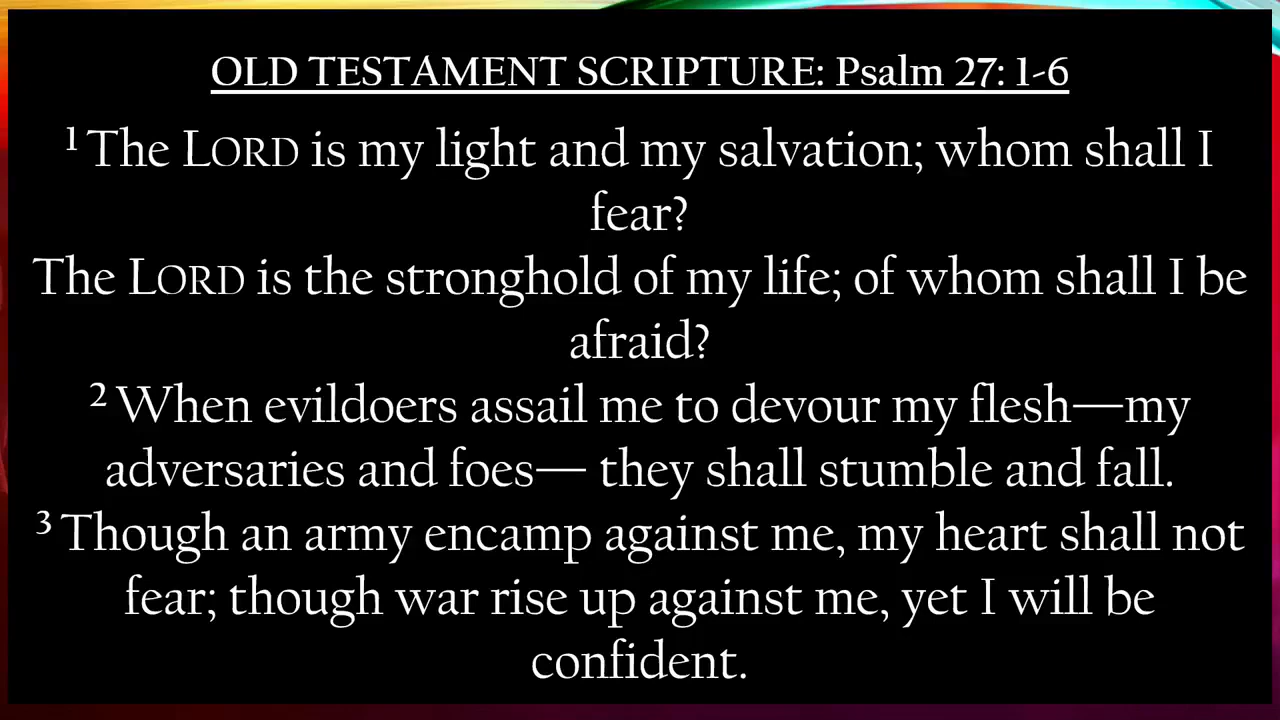 OLD TESTAMENT SCRIPTURE: Psalm 27: 1-6
¹ The LORD is my light and my salvation; whom shall I
fear?
The LORD is the stronghold of my life; of whom shall I be
afraid?
² When evildoers assail me to devour my flesh—my
adversaries and foes— they shall stumble and fall.
³ Though an army encamp against me, my heart shall not
fear; though war rise up against me, yet I will be
confident.